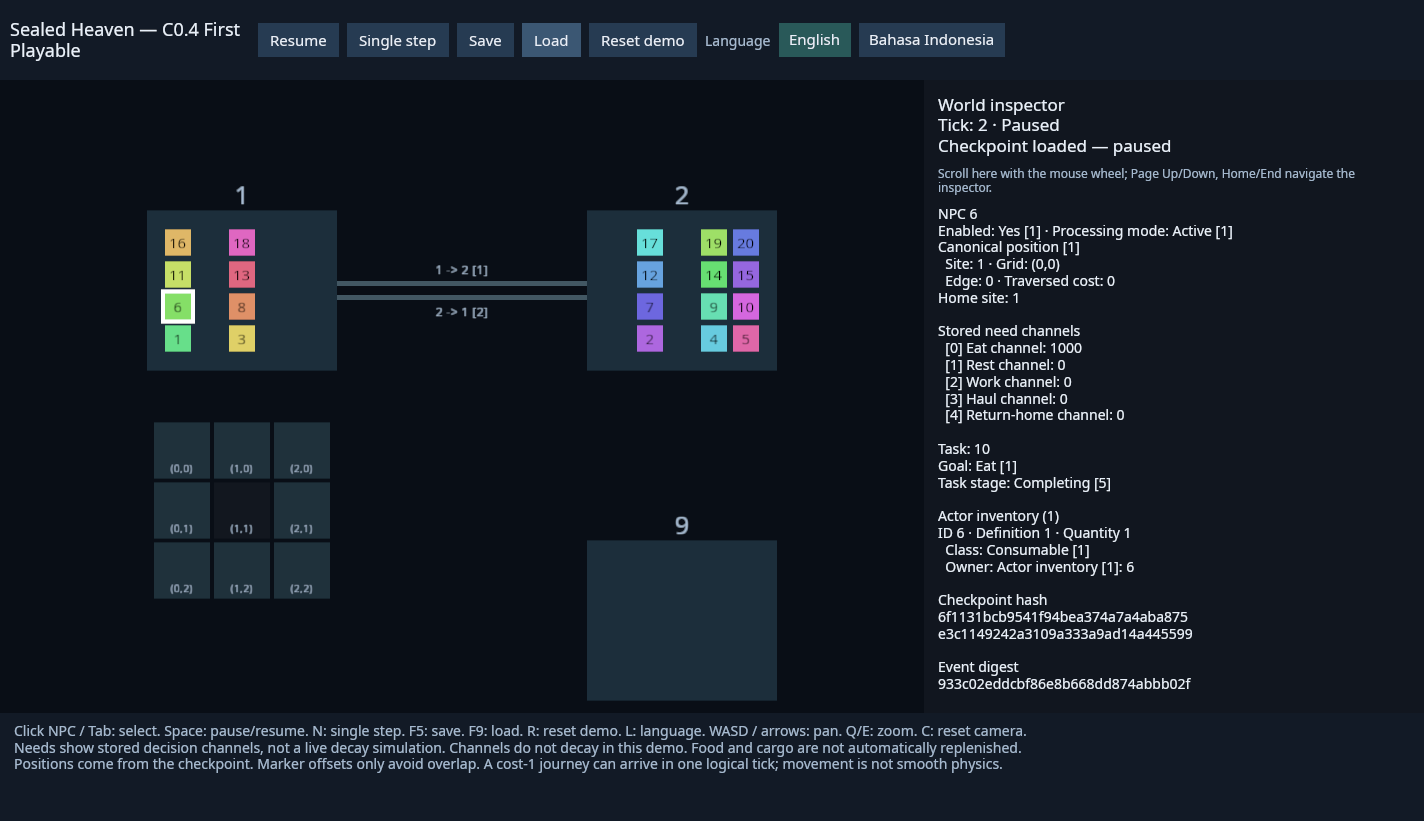 Sealed Heaven — C0.4 First
Playable
Resume
Single step
Save
Load
Reset demo
Language
English
Bahasa Indonesia
World inspector
Tick: 2 · Paused
Checkpoint loaded — paused
Scroll here with the mouse wheel; Page Up/Down, Home/End navigate the
inspector.
NPC 6
Enabled: Yes [1] · Processing mode: Active [1]
Canonical position [1]
Site: 1 · Grid: (0,0)
Edge: 0 · Traversed cost: 0
Home site: 1
Stored need channels
[0] Eat channel: 1000
[1] Rest channel: 0
[2] Work channel: 0
[3] Haul channel: 0
[4] Return-home channel: 0
Task: 10
Goal: Eat [1]
Task stage: Completing [5]
Actor inventory (1)
ID 6 · Definition 1 · Quantity 1
Class: Consumable [1]
Owner: Actor inventory [1]: 6
Checkpoint hash
6f1131bcb9541f94bea374a7a4aba875
e3c1149242a3109a333a9ad14a445599
Event digest
933c02eddcbf86e8b668dd874abbb02f
1
2
16 18
17 19 20
11 13
12 14 15
6 8
7 9 10
1 3
2 4 5
1 -> 2 [1]
2 -> 1 [2]
(0,0) (1,0) (2,0)
(0,1) (1,1) (2,1)
(0,2) (1,2) (2,2)
9
Click NPC / Tab: select. Space: pause/resume. N: single step. F5: save. F9: load. R: reset demo. L: language. WASD / arrows: pan. Q/E: zoom. C: reset camera.
Needs show stored decision channels, not a live decay simulation. Channels do not decay in this demo. Food and cargo are not automatically replenished.
Positions come from the checkpoint. Marker offsets only avoid overlap. A cost-1 journey can arrive in one logical tick; movement is not smooth physics.